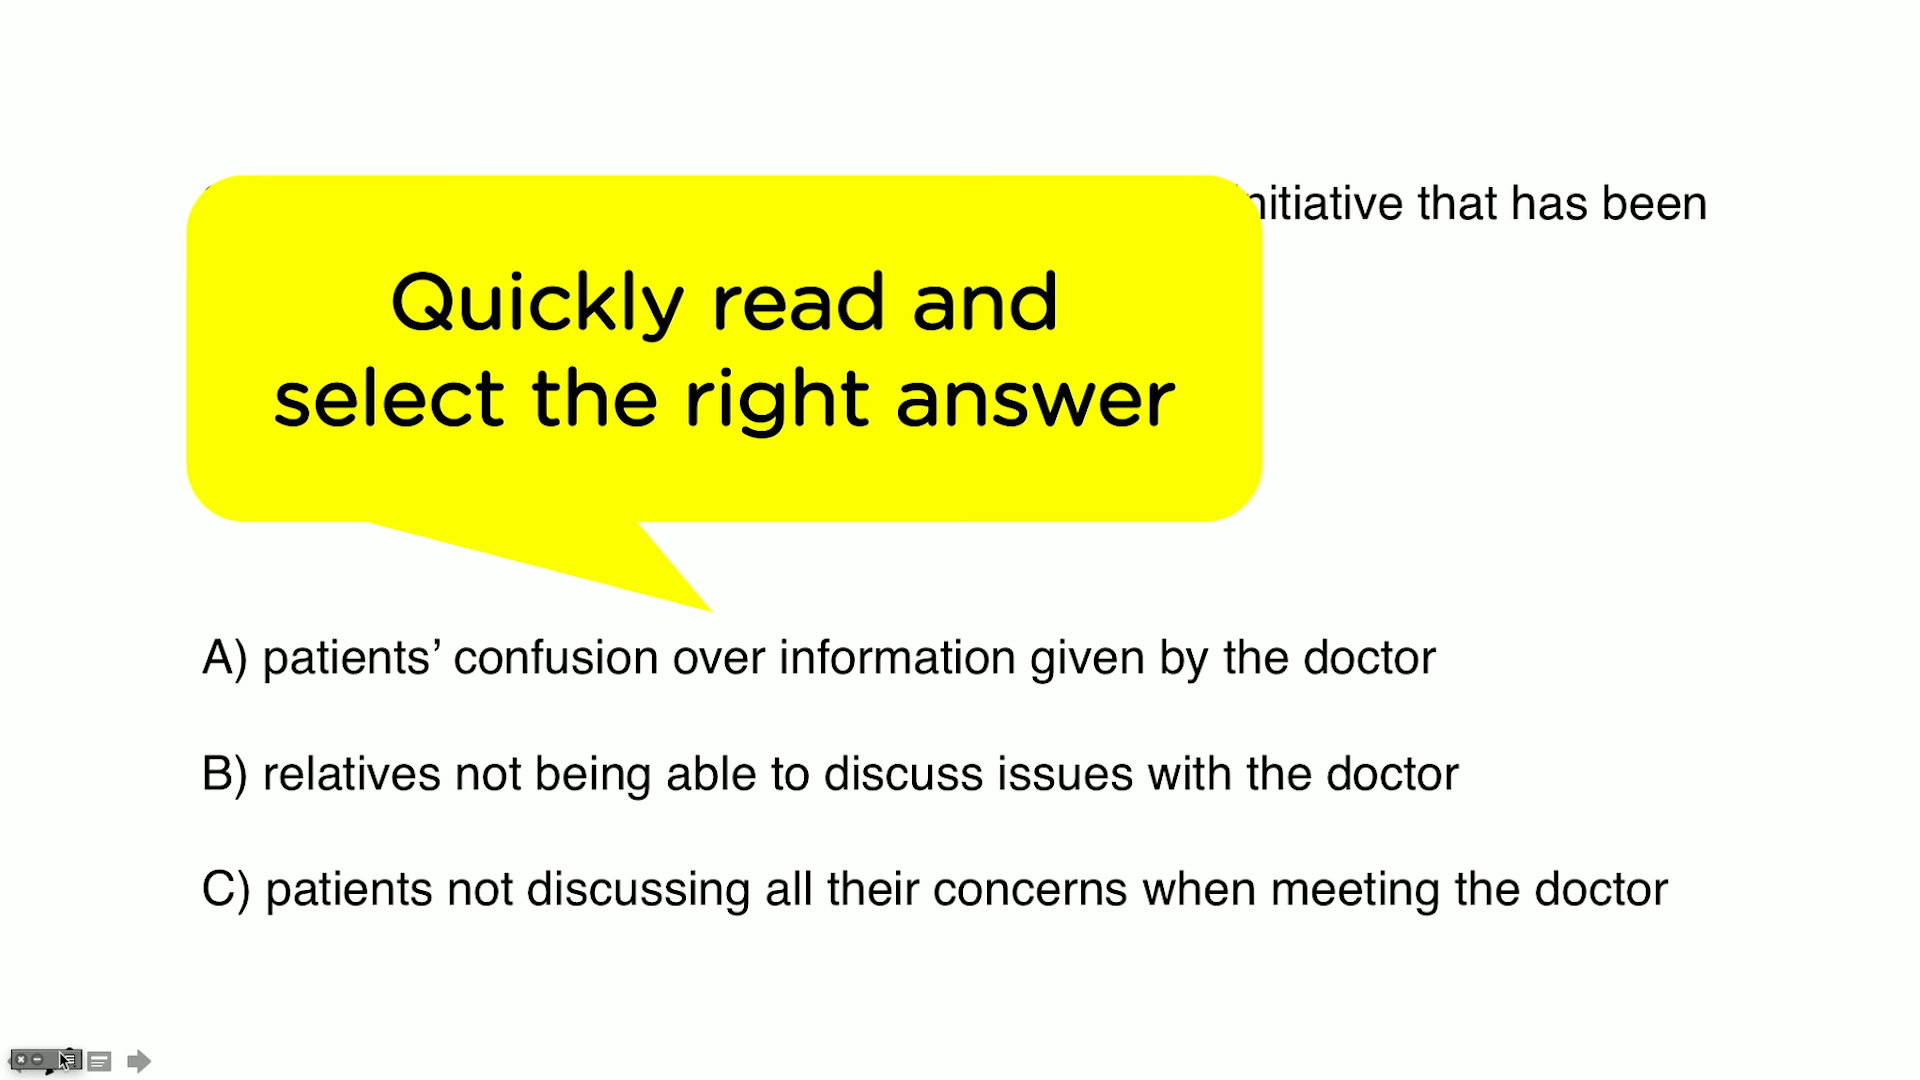 that has been
Quickly read and
select the right answer
A) patients’ confusion over information given by the doctor
B) relatives not being able to discuss issues with the doctor
C) patients not discussing all their concerns when meeting the doctor